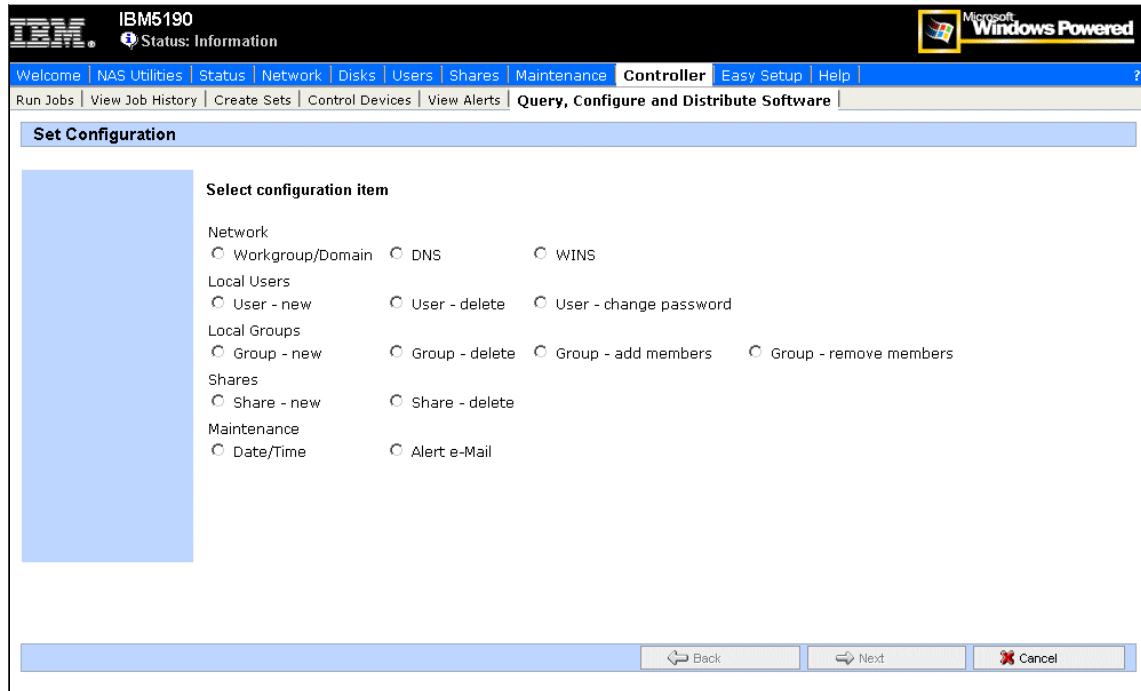 IBM. IBM5190 Microsoft
Status: Information Windows Powered
Welcome | NAS Utilities | Status | Network | Disks | Users | Shares | Maintenance | Controller | Easy Setup | Help | ?
Run Jobs | View Job History | Create Sets | Control Devices | View Alerts | Query, Configure and Distribute Software |
Set Configuration
Select configuration item
Network
Workgroup/Domain DNS WINS
Local Users
User - new User - delete User - change password
Local Groups
Group - new Group - delete Group - add members Group - remove members
Shares
Share - new Share - delete
Maintenance
Date/Time Alert e-Mail
Back Next Cancel